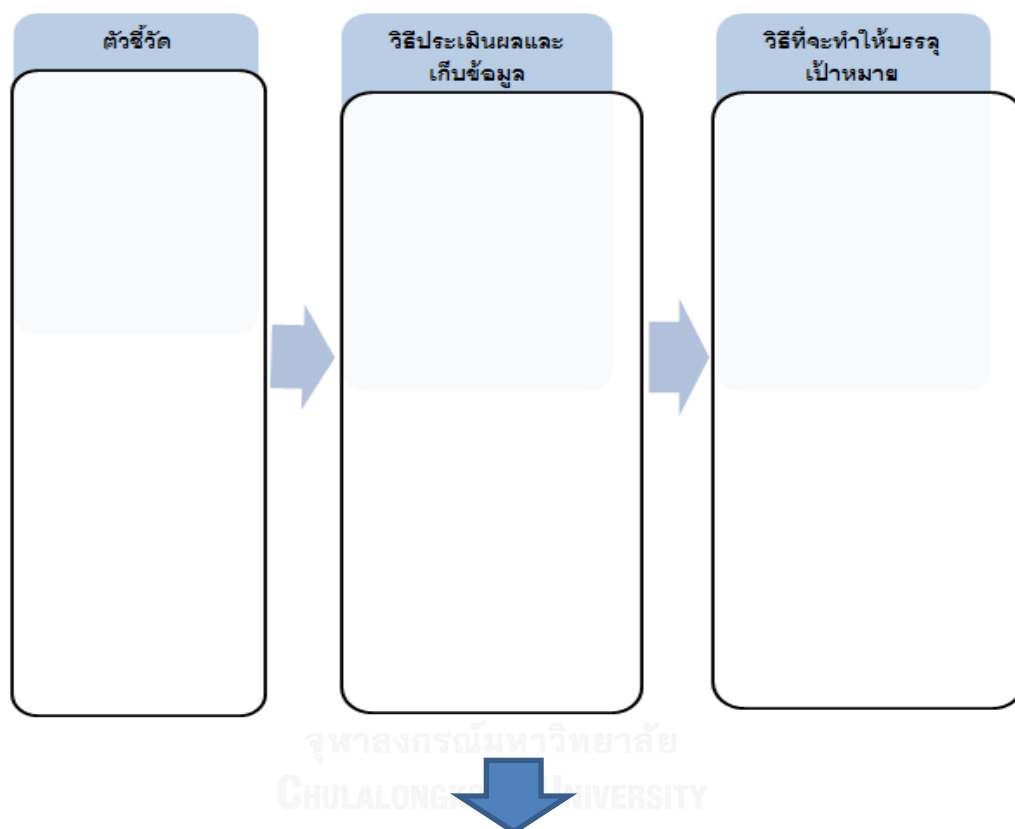 ตัวชี้วัด
วิธีประเมินผลและ
เก็บข้อมูล
วิธีที่จะทำให้บรรลุ
เป้าหมาย
จุฬาลงกรณ์มหาวิทยาลัย
CHULALONGKORN UNIVERSITY